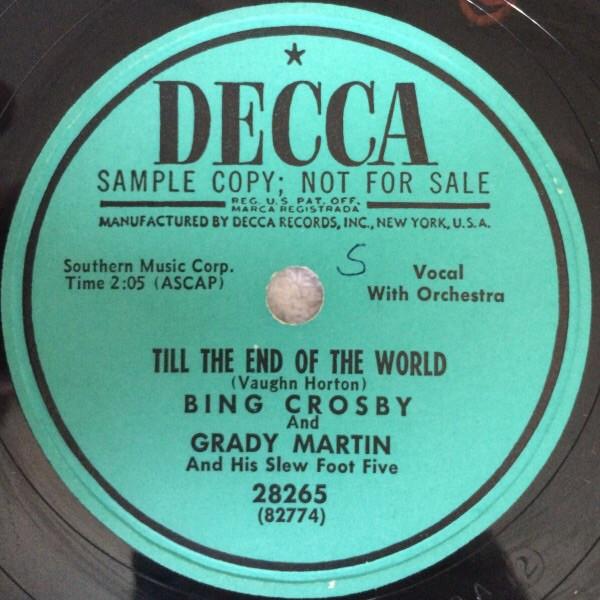 DECCA
SAMPLE COPY; NOT FOR SALE
REG. U.S. PAT. OFF.
MARCA REGISTRADA
MANUFACTURED BY DECCA RECORDS, INC., NEW YORK, U.S.A.
Southern Music Corp.
Time 2:05 (ASCAP)
S
Vocal
With Orchestra
TILL THE END OF THE WORLD
(Vaughn Horton)
BING CROSBY
And
GRADY MARTIN
And His Slew Foot Five
28265
(82774)